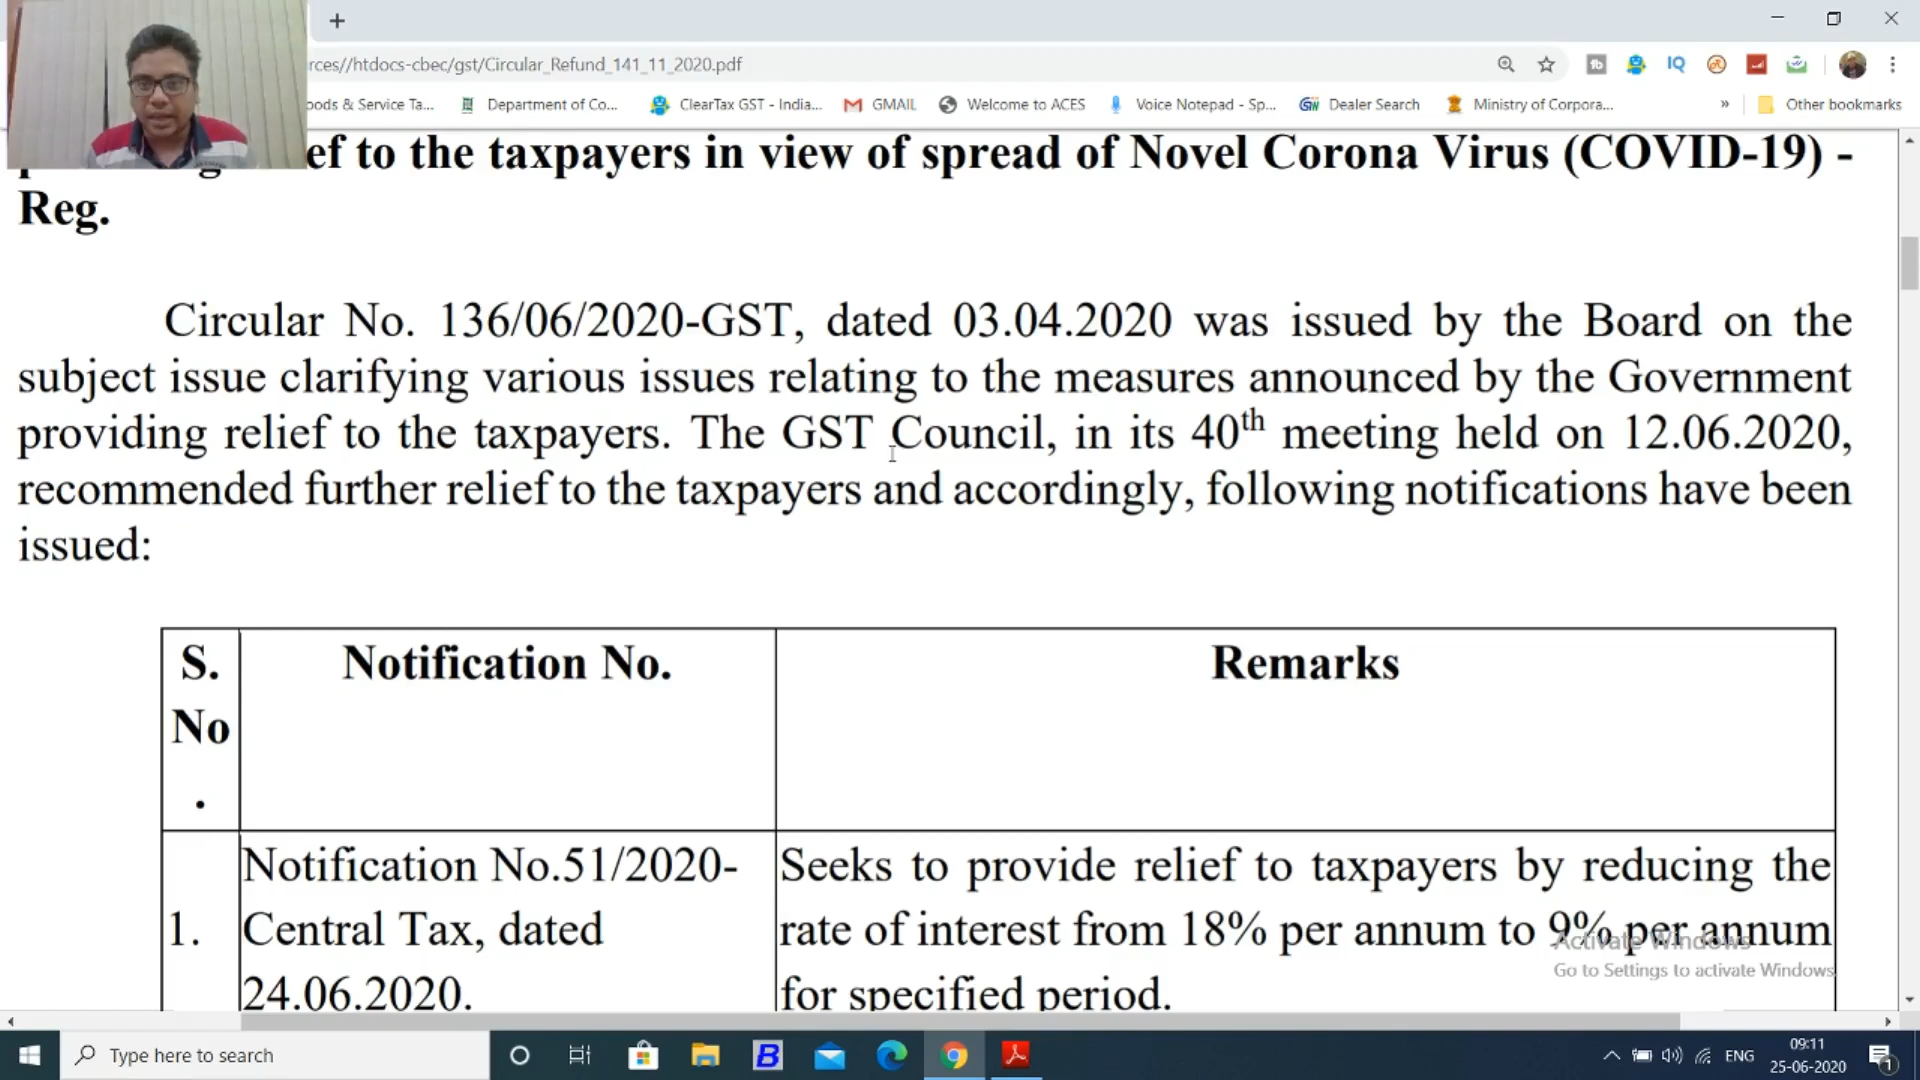 rces//htdocs-cbec/gst/Circular_Refund_141_11_2020.pdf
oods & Service Ta... Department of Co... ClearTax GST - India... GMAIL Welcome to ACES Voice Notepad - Sp... Dealer Search Ministry of Corpora... » Other bookmarks
ef to the taxpayers in view of spread of Novel Corona Virus (COVID-19) -
Reg.
Circular No. 136/06/2020-GST, dated 03.04.2020 was issued by the Board on the
subject issue clarifying various issues relating to the measures announced by the Government
providing relief to the taxpayers. The GST Council, in its 40th meeting held on 12.06.2020,
recommended further relief to the taxpayers and accordingly, following notifications have been
issued:
S.
No
.
Notification No.
Remarks
1.
Notification No.51/2020-
Central Tax, dated
24.06.2020.
Seeks to provide relief to taxpayers by reducing the
rate of interest from 18% per annum to 9% per annum
for specified period.
Activate Windows
Go to Settings to activate Windows
Type here to search
ENG
09:11
25-06-2020
1